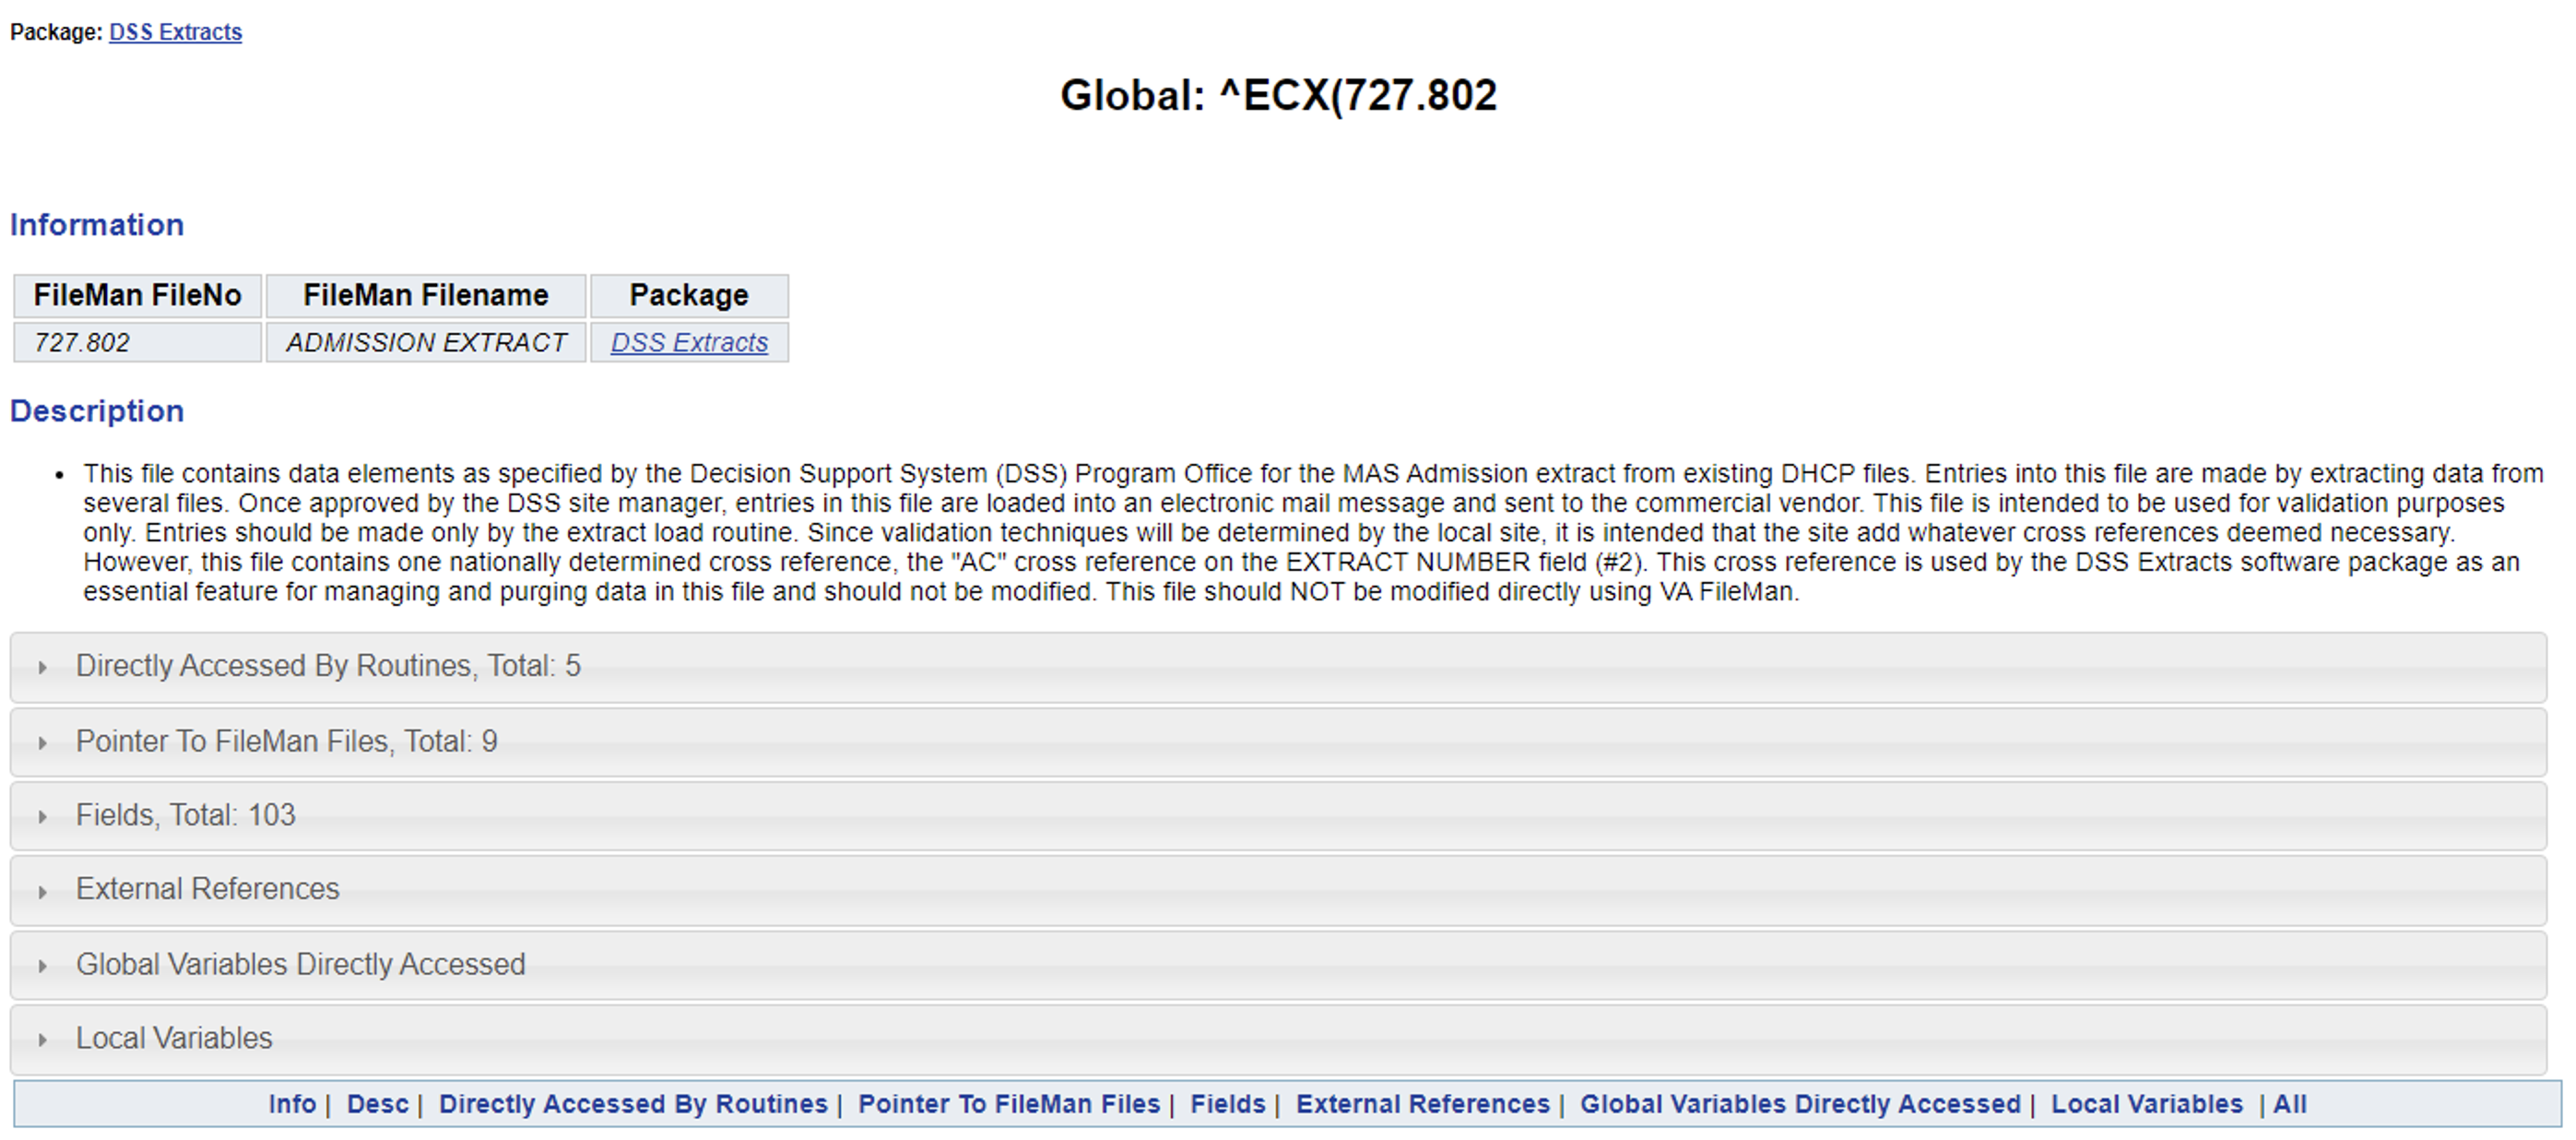 Package: DSS Extracts
Global: ^ECX(727.802
Information
FileMan FileNo FileMan Filename Package
727.802 ADMISSION EXTRACT DSS Extracts
Description
• This file contains data elements as specified by the Decision Support System (DSS) Program Office for the MAS Admission extract from existing DHCP files. Entries into this file are made by extracting data from
several files. Once approved by the DSS site manager, entries in this file are loaded into an electronic mail message and sent to the commercial vendor. This file is intended to be used for validation purposes
only. Entries should be made only by the extract load routine. Since validation techniques will be determined by the local site, it is intended that the site add whatever cross references deemed necessary.
However, this file contains one nationally determined cross reference, the "AC" cross reference on the EXTRACT NUMBER field (#2). This cross reference is used by the DSS Extracts software package as an
essential feature for managing and purging data in this file and should not be modified. This file should NOT be modified directly using VA FileMan.
Directly Accessed By Routines, Total: 5
Pointer To FileMan Files, Total: 9
Fields, Total: 103
External References
Global Variables Directly Accessed
Local Variables
Info | Desc | Directly Accessed By Routines | Pointer To FileMan Files | Fields | External References | Global Variables Directly Accessed | Local Variables | All